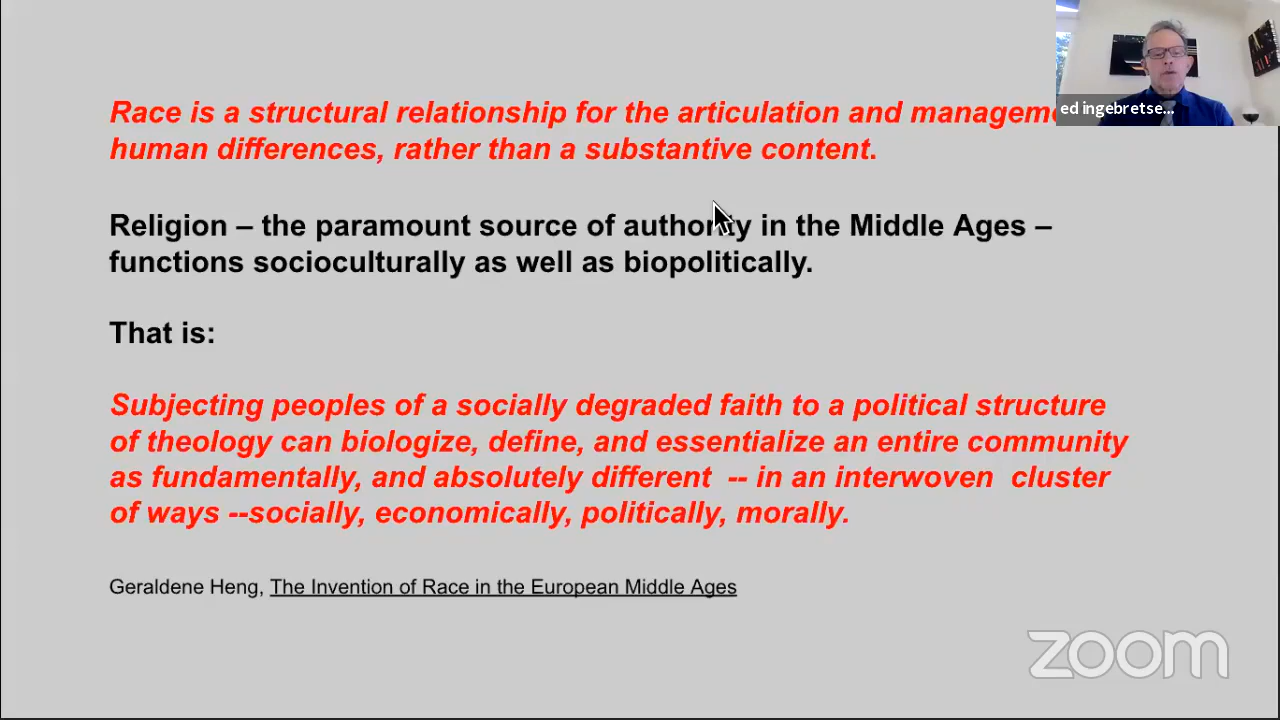 Race is a structural relationship for the articulation and manageme
human differences, rather than a substantive content.
Religion – the paramount source of authority in the Middle Ages –
functions socioculturally as well as biopolitically.
That is:
Subjecting peoples of a socially degraded faith to a political structure
of theology can biologize, define, and essentialize an entire community
as fundamentally, and absolutely different -- in an interwoven cluster
of ways --socially, economically, politically, morally.
Geraldene Heng, The Invention of Race in the European Middle Ages
ed ingebretse...
zoom